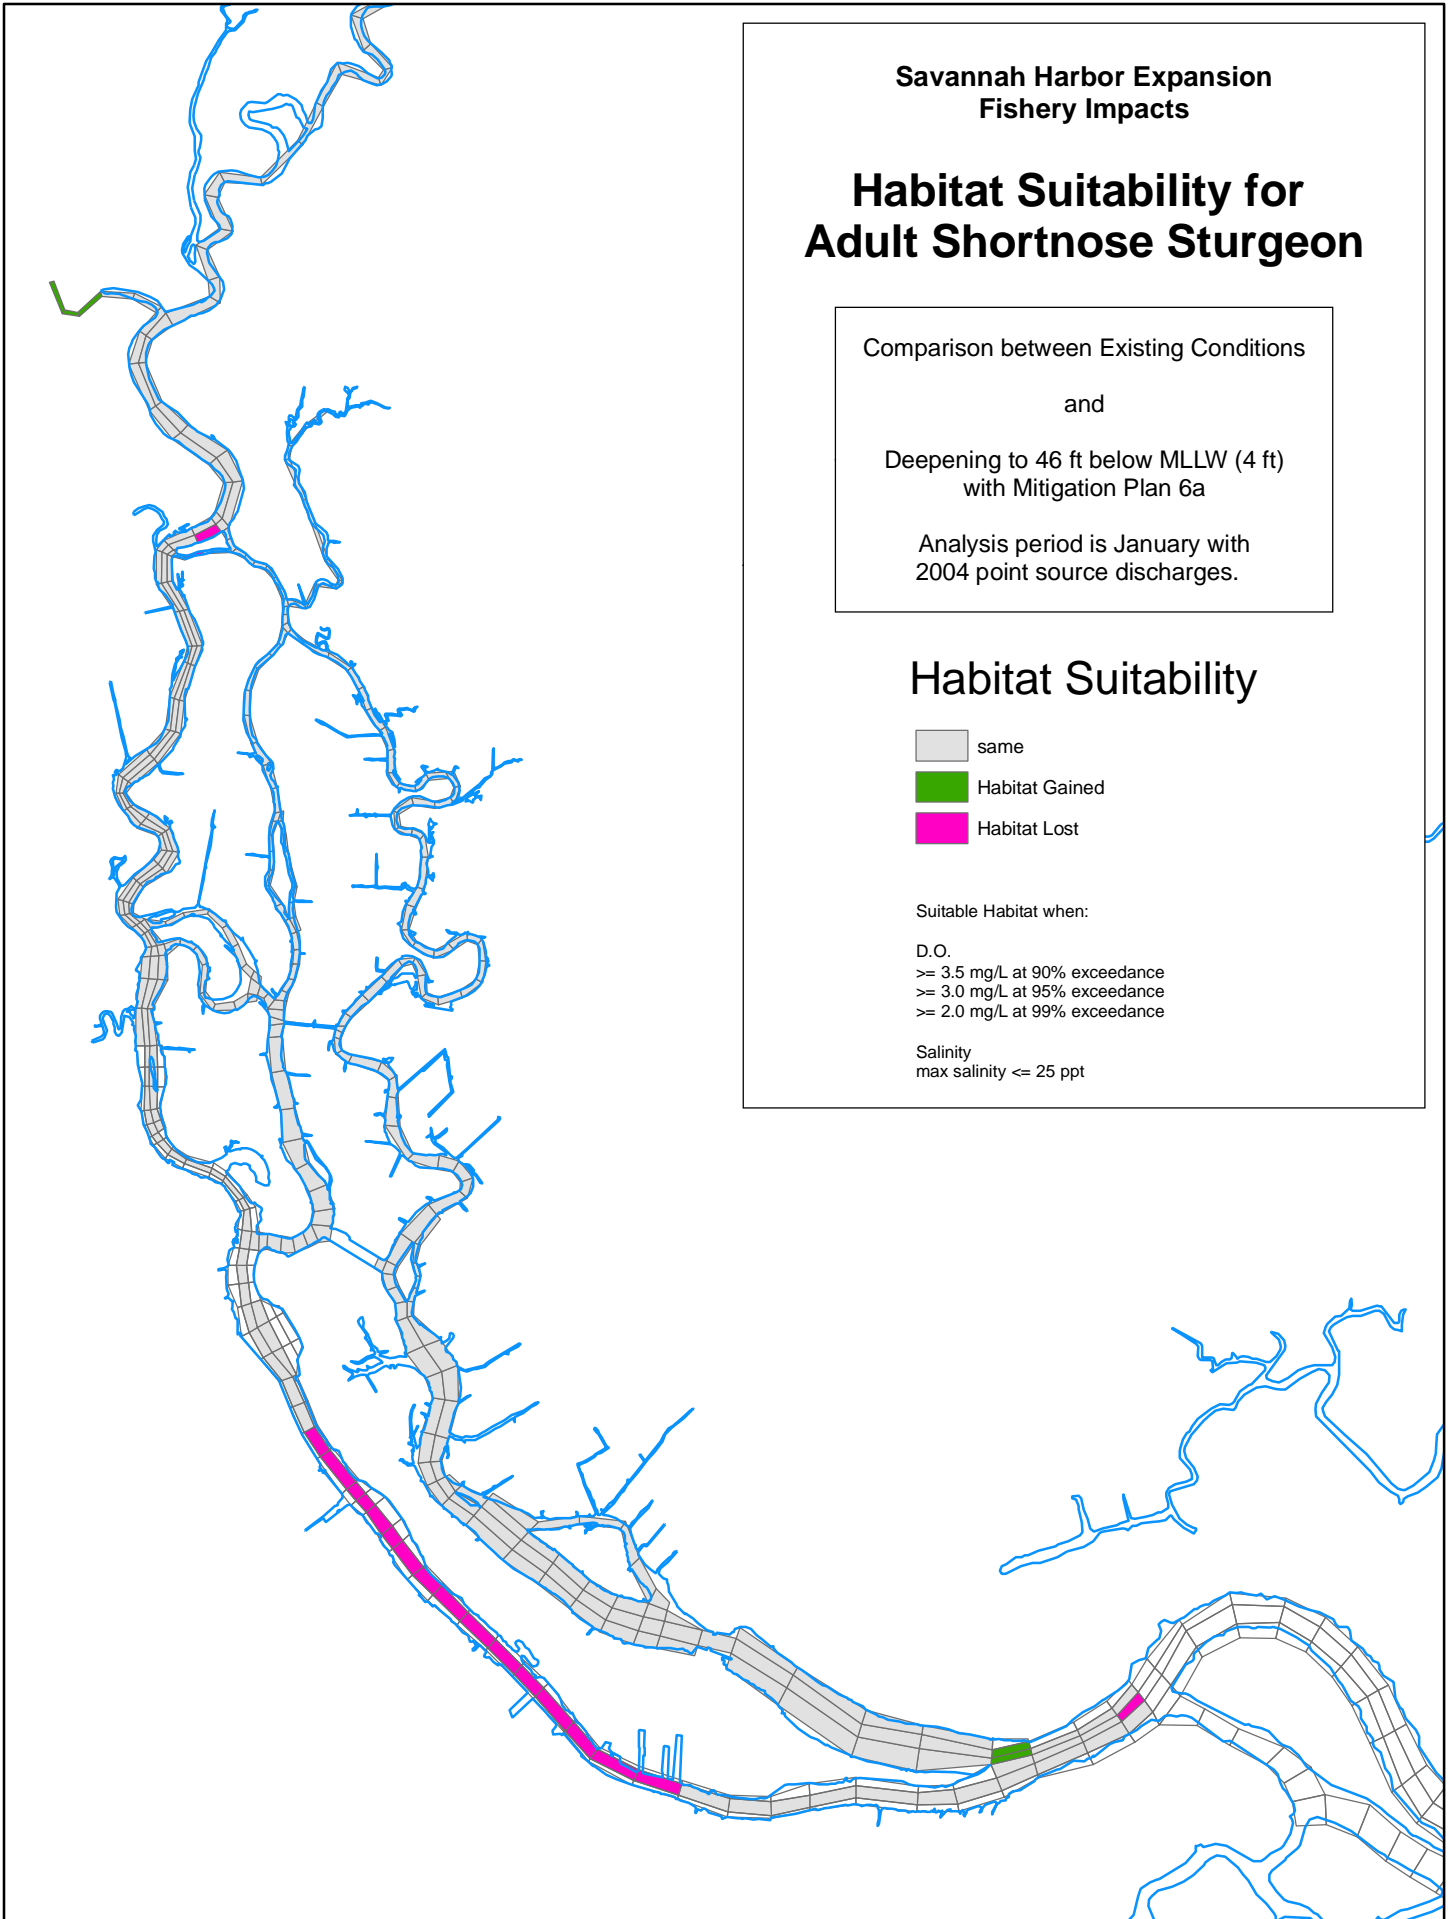 Savannah Harbor Expansion
Fishery Impacts
Habitat Suitability for
Adult Shortnose Sturgeon
Comparison between Existing Conditions
and
Deepening to 46 ft below MLLW (4 ft)
with Mitigation Plan 6a
Analysis period is January with
2004 point source discharges.
Habitat Suitability
same
Habitat Gained
Habitat Lost
Suitable Habitat when:
D.O.
>= 3.5 mg/L at 90% exceedance
>= 3.0 mg/L at 95% exceedance
>= 2.0 mg/L at 99% exceedance
Salinity
max salinity <= 25 ppt